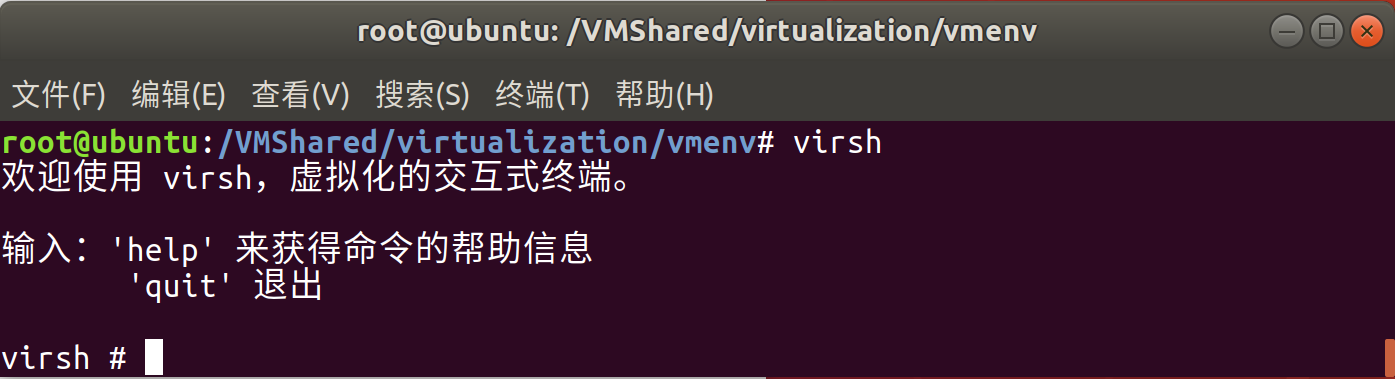 root@ubuntu: /VMShared/virtualization/vmenv
文件(F) 编辑(E) 查看(V) 搜索(S) 终端(T) 帮助(H)
root@ubuntu:/VMShared/virtualization/vmenv# virsh
欢迎使用 virsh，虚拟化的交互式终端。
输入：'help' 来获得命令的帮助信息
'quit' 退出
virsh #